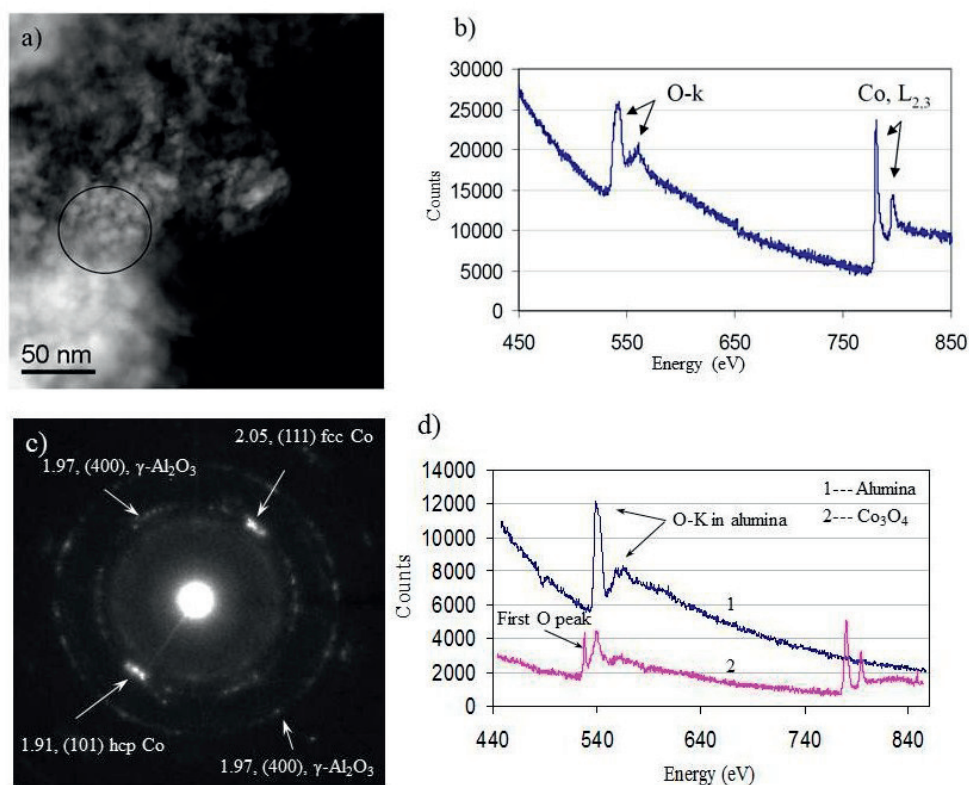 a)
50 nm
b)
30000
25000
20000
15000
10000
5000
0
Counts
O-k
Co, L2,3
450 550 650 750 850
Energy (eV)
c)
2.05, (111) fcc Co
1.97, (400), γ-Al2O3
1.91, (101) hcp Co
1.97, (400), γ-Al2O3
d)
14000
12000
10000
8000
6000
4000
2000
0
Counts
1--- Alumina
2--- Co3O4
O-K in alumina
First O peak
1
2
440 540 640 740 840
Energy (eV)